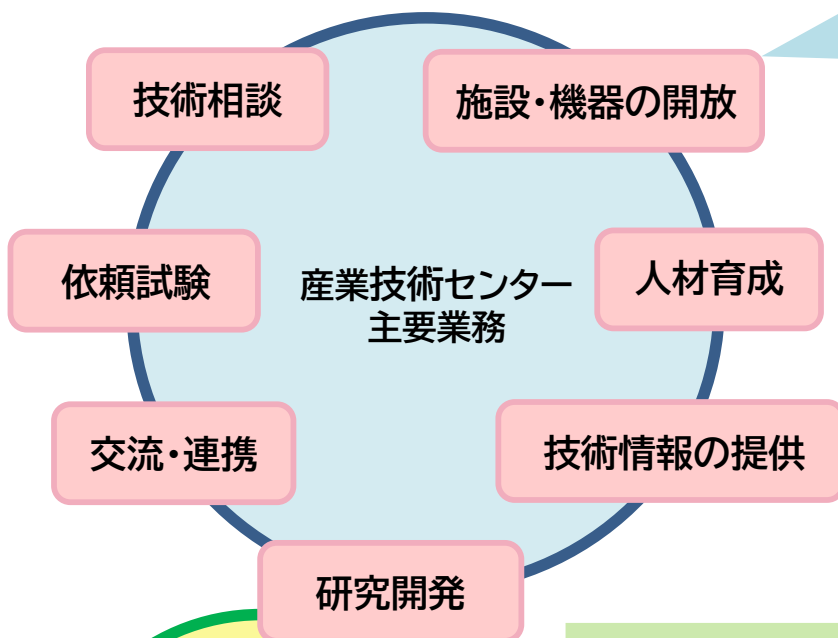 技術相談
施設・機器の開放
依頼試験
産業技術センター
主要業務
人材育成
交流・連携
技術情報の提供
研究開発